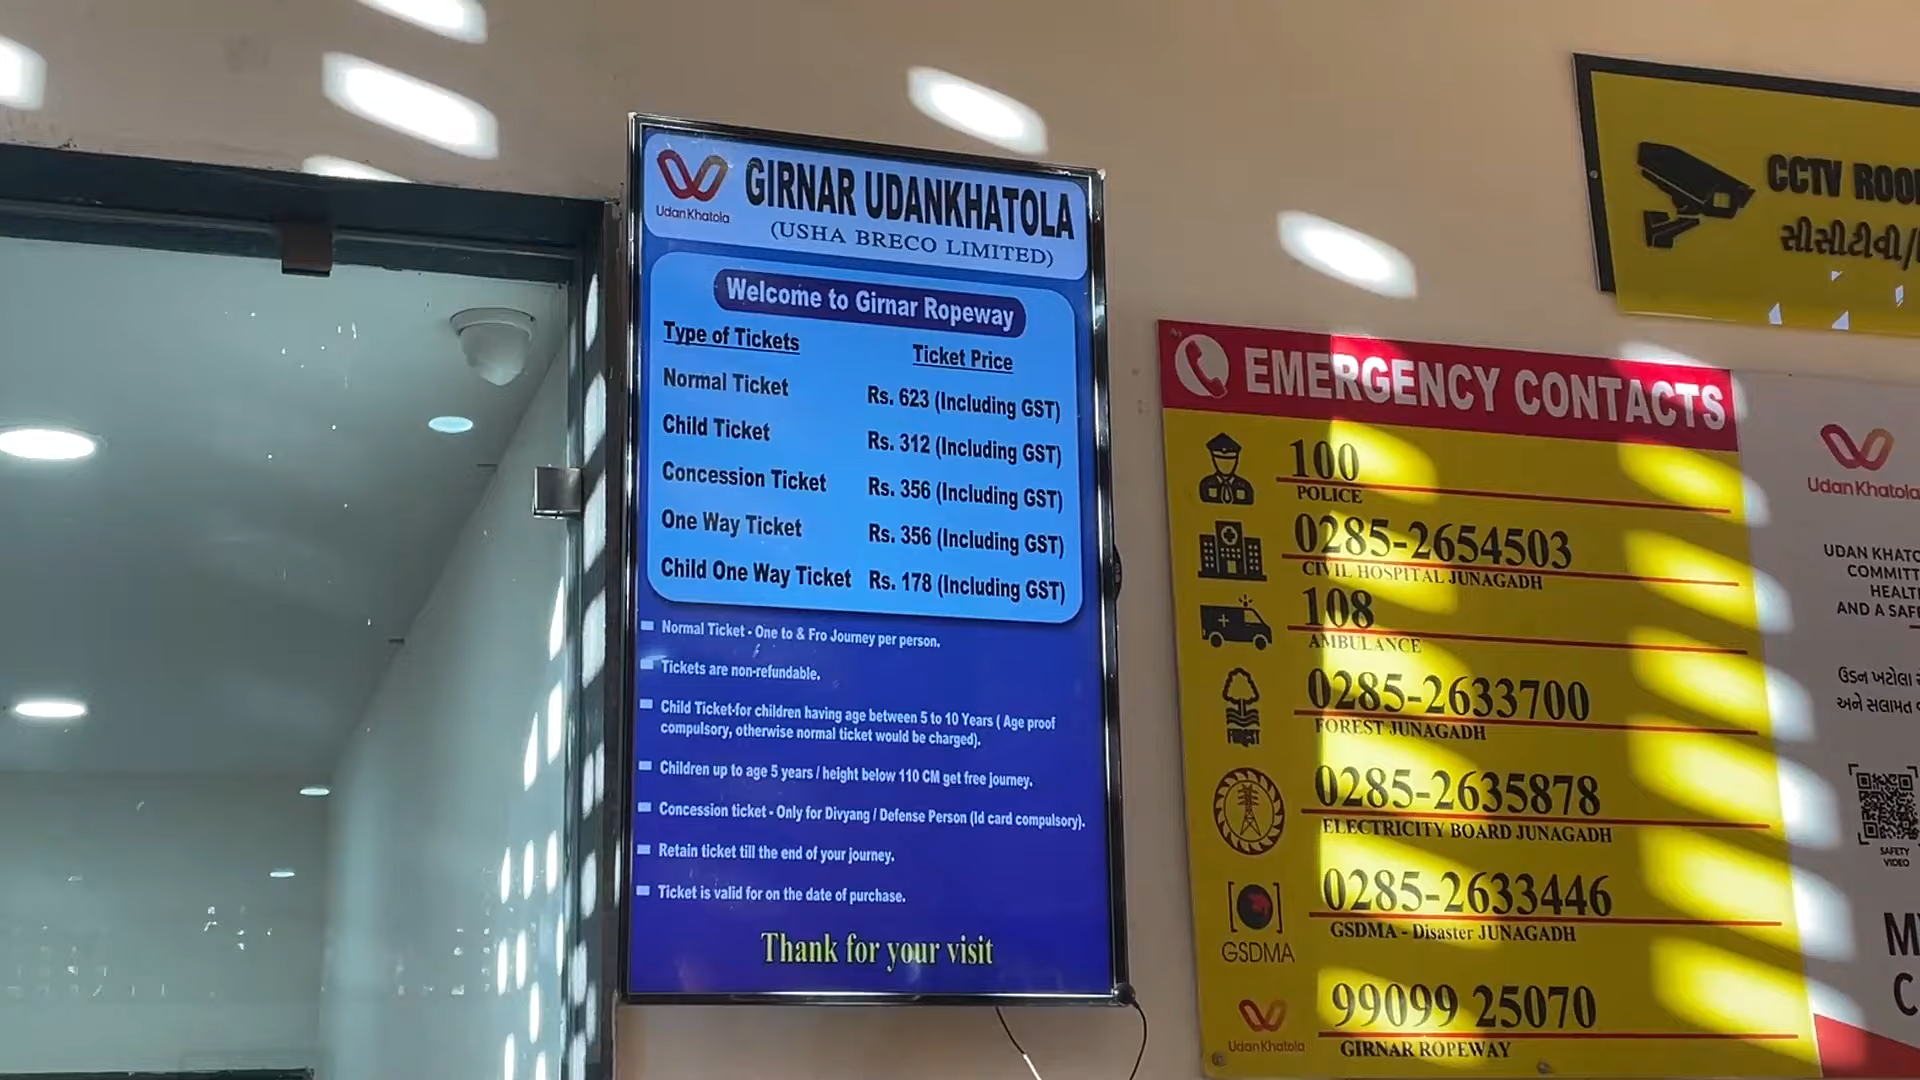 Udan Khatola
GIRNAR UDANKHATOLA
(USHA BRECO LIMITED)
Welcome to Girnar Ropeway
Type of Tickets Ticket Price
Normal Ticket Rs. 623 (Including GST)
Child Ticket Rs. 312 (Including GST)
Concession Ticket Rs. 356 (Including GST)
One Way Ticket Rs. 356 (Including GST)
Child One Way Ticket Rs. 178 (Including GST)
Normal Ticket - One to & Fro Journey per person.
Tickets are non-refundable.
Child Ticket-for children having age between 5 to 10 Years ( Age proof
compulsory, otherwise normal ticket would be charged).
Children up to age 5 years / height below 110 CM get free journey.
Concession ticket - Only for Divyang / Defense Person (Id card compulsory).
Retain ticket till the end of your journey.
Ticket is valid for on the date of purchase.
Thank for your visit
CCTV
સીસીટીવી/
EMERGENCY CONTACTS
100
POLICE
0285-2654503
CIVIL HOSPITAL JUNAGADH
108
AMBULANCE
0285-2633700
FOREST JUNAGADH
FOREST
0285-2635878
ELECTRICITY BOARD JUNAGADH
0285-2633446
GSDMA - Disaster JUNAGADH
GSDMA
99099 25070
GIRNAR ROPEWAY
Udan Khatola
Udan Khatola
UDAN
AND A
ઉડન ખટોલા
અને સલામત
SAFETY
VIDEO